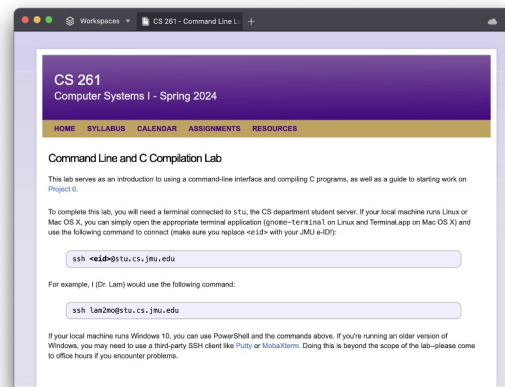 Workspaces
CS 261 - Command Line L
CS 261
Computer Systems I - Spring 2024
HOME SYLLABUS CALENDAR ASSIGNMENTS RESOURCES
Command Line and C Compilation Lab
This lab serves as an introduction to using a command-line interface and compiling C programs, as well as a guide to starting work on
Project 0.
To complete this lab, you will need a terminal connected to stu, the CS department student server. If your local machine runs Linux or
Mac OS X, you can simply open the appropriate terminal application (gnome-terminal on Linux and Terminal.app on Mac OS X) and
use the following command to connect (make sure you replace <eid> with your JMU e-ID!):
ssh <eid>@stu.cs.jmu.edu
For example, I (Dr. Lam) would use the following command:
ssh lam2mo@stu.cs.jmu.edu
If your local machine runs Windows 10, you can use PowerShell and the commands above. If you're running an older version of
Windows, you may need to use a third-party SSH client like Putty or MobaXterm. Doing this is beyond the scope of the lab–please come
to office hours if you encounter problems.